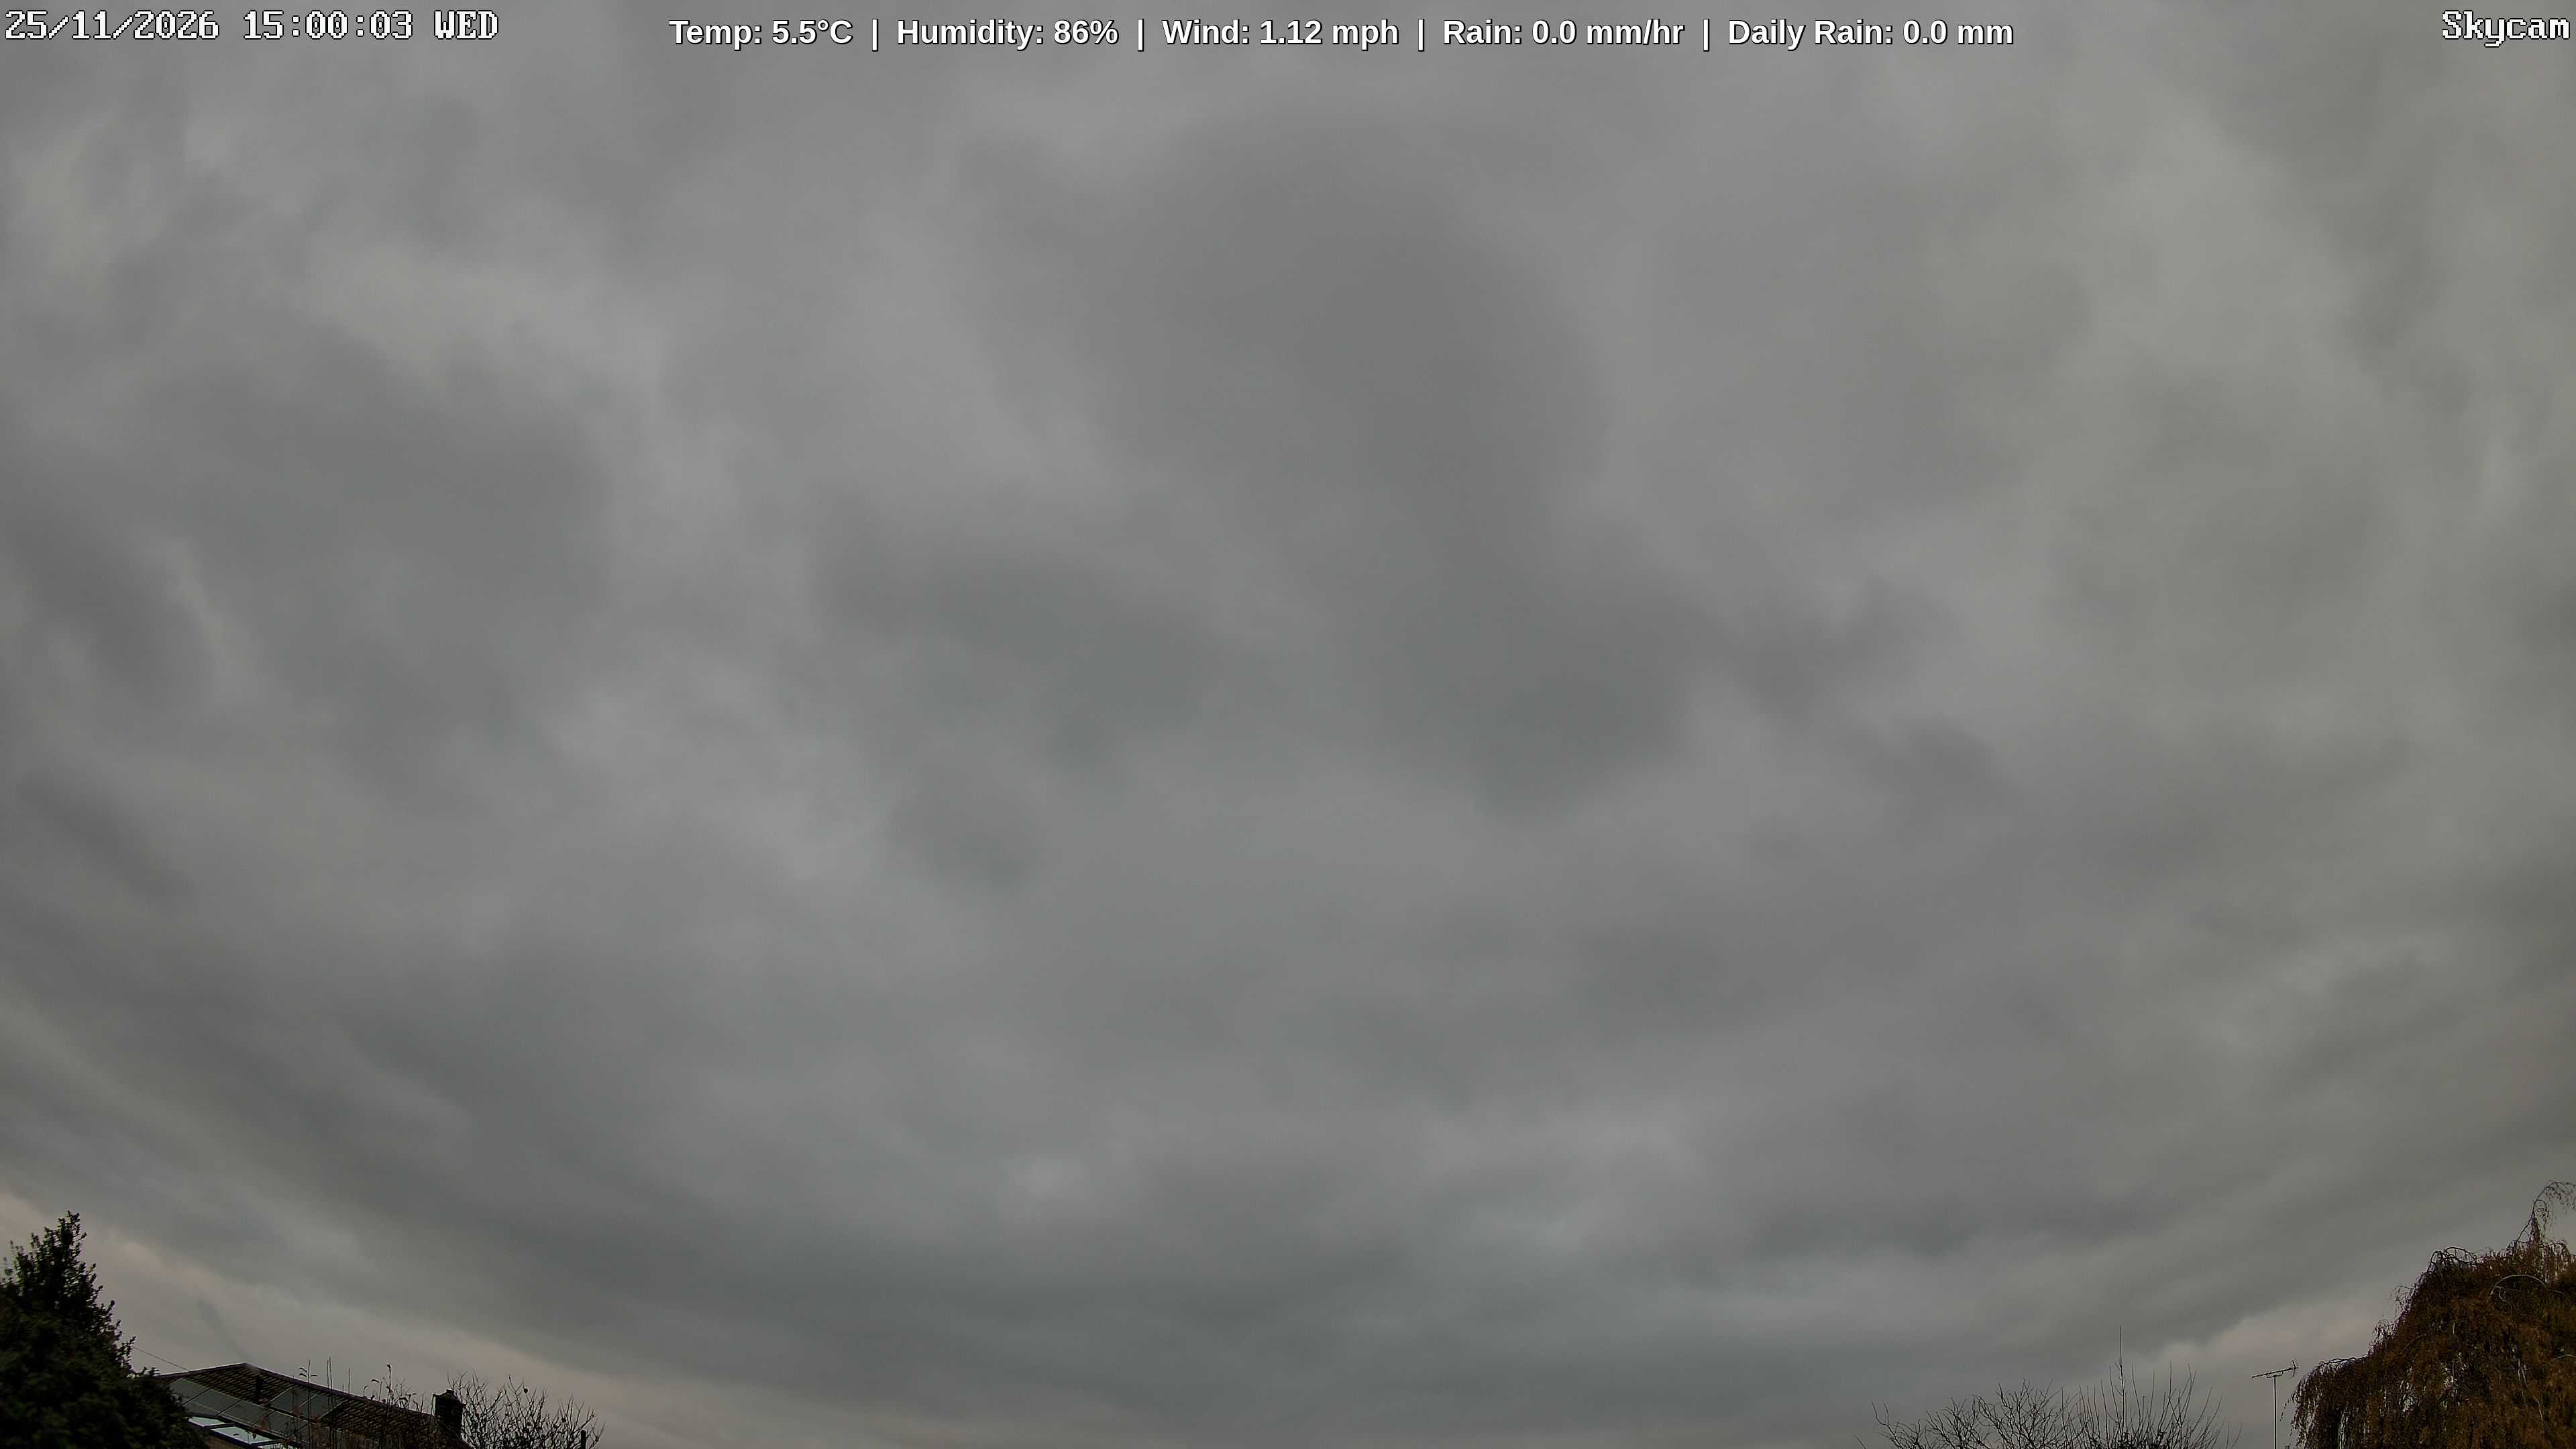 25/11/2026 15:00:03 WED
Temp: 5.5°C | Humidity: 86% | Wind: 1.12 mph | Rain: 0.0 mm/hr | Daily Rain: 0.0 mm
Skycam